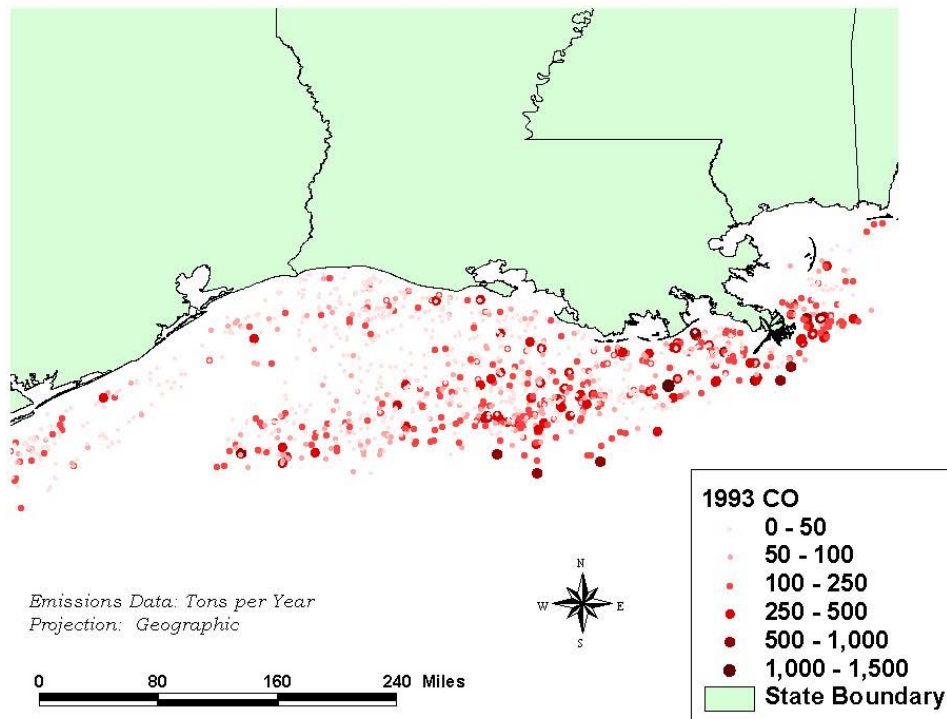 1993 CO
0 - 50
50 - 100
100 - 250
250 - 500
500 - 1,000
1,000 - 1,500
State Boundary
N
W E
S
Emissions Data: Tons per Year
Projection: Geographic
0 80 160 240 Miles